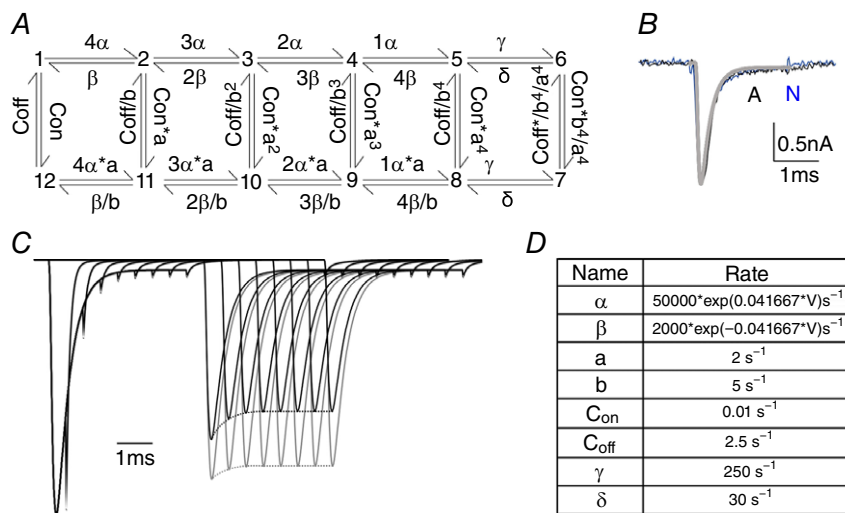 A
4α 3α 2α 1α γ
1 2 3 4 5 6
β 2β 3β 4β δ
Coff Con Coff/b Con*a Coff/b² Con*a² Coff/b³ Con*a³ Coff/b⁴ Con*a⁴ Coff*/b⁴/a⁴ Con*b⁴/a⁴
4α*a 3α*a 2α*a 1α*a γ
12 11 10 9 8 7
β/b 2β/b 3β/b 4β/b δ
B
A N
0.5nA
1ms
C
1ms
D
Name Rate
α 50000*exp(0.041667*V)s⁻¹
β 2000*exp(−0.041667*V)s⁻¹
a 2 s⁻¹
b 5 s⁻¹
Con 0.01 s⁻¹
Coff 2.5 s⁻¹
γ 250 s⁻¹
δ 30 s⁻¹